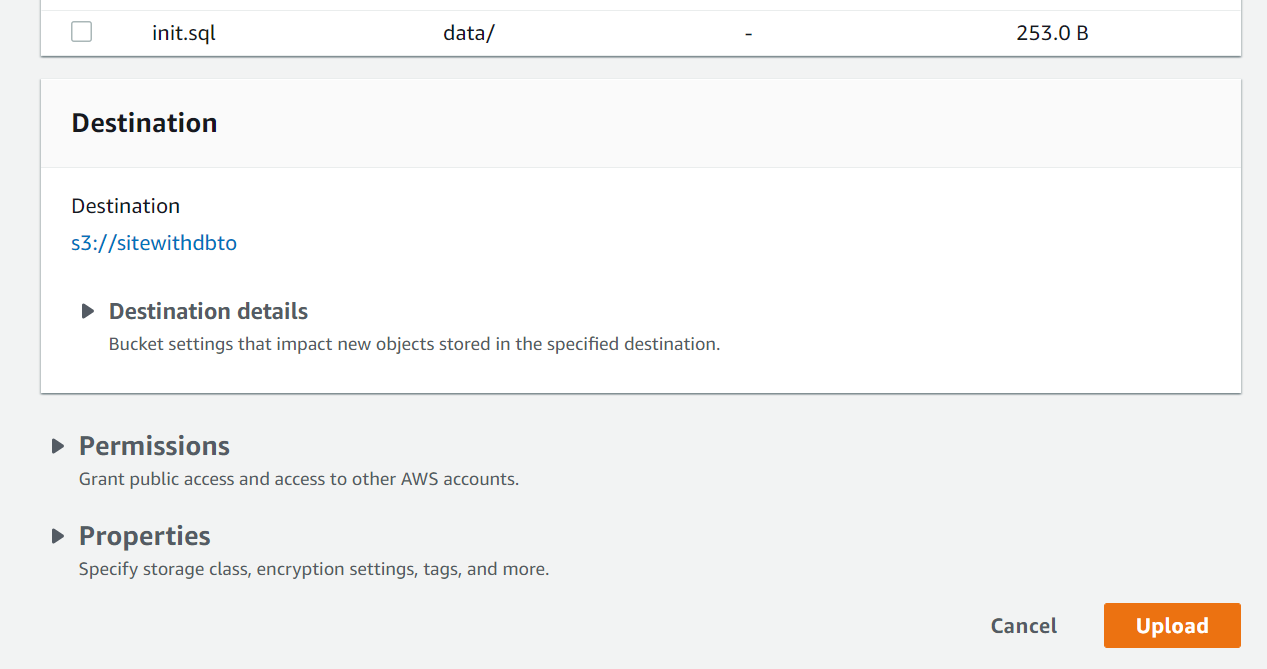 init.sql data/ - 253.0 B
Destination
Destination
s3://sitewithdbto
Destination details
Bucket settings that impact new objects stored in the specified destination.
Permissions
Grant public access and access to other AWS accounts.
Properties
Specify storage class, encryption settings, tags, and more.
Cancel Upload